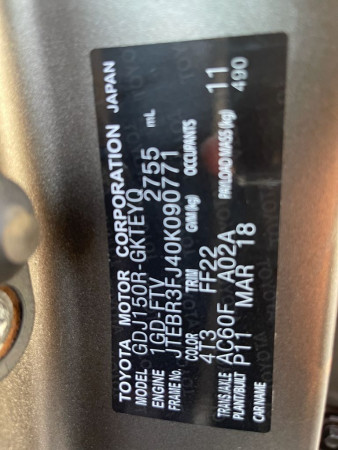 TOYOTA MOTOR CORPORATION JAPAN
MODEL GDJ150R-GKTEYQ
ENGINE 1GD-FTV 2755 mL
FRAME No. JTEBR3FJ40K090771
COLOR TRIM G/M(kg) OCCUPANTS
4T3 FF22 11
TRANS/AXLE AC60F A02A PAYLOAD MASS (kg) 490
PLANT/BUILT P11 MAR 18
CAR NAME